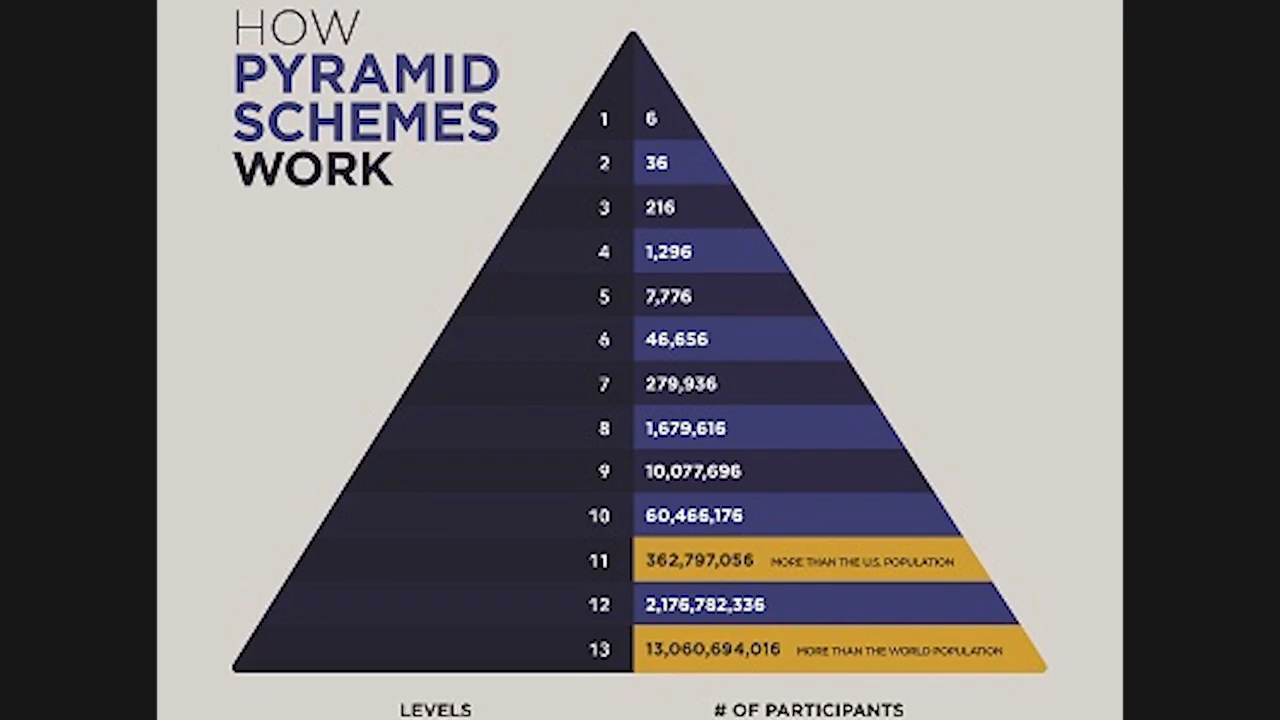 HOW
PYRAMID
SCHEMES
WORK
1 6
2 36
3 216
4 1,296
5 7,776
6 46,656
7 279,936
8 1,679,616
9 10,077,696
10 60,466,176
11 362,797,056 MORE THAN THE U.S. POPULATION
12 2,176,782,336
13 13,060,694,016 MORE THAN THE WORLD POPULATION
LEVELS # OF PARTICIPANTS